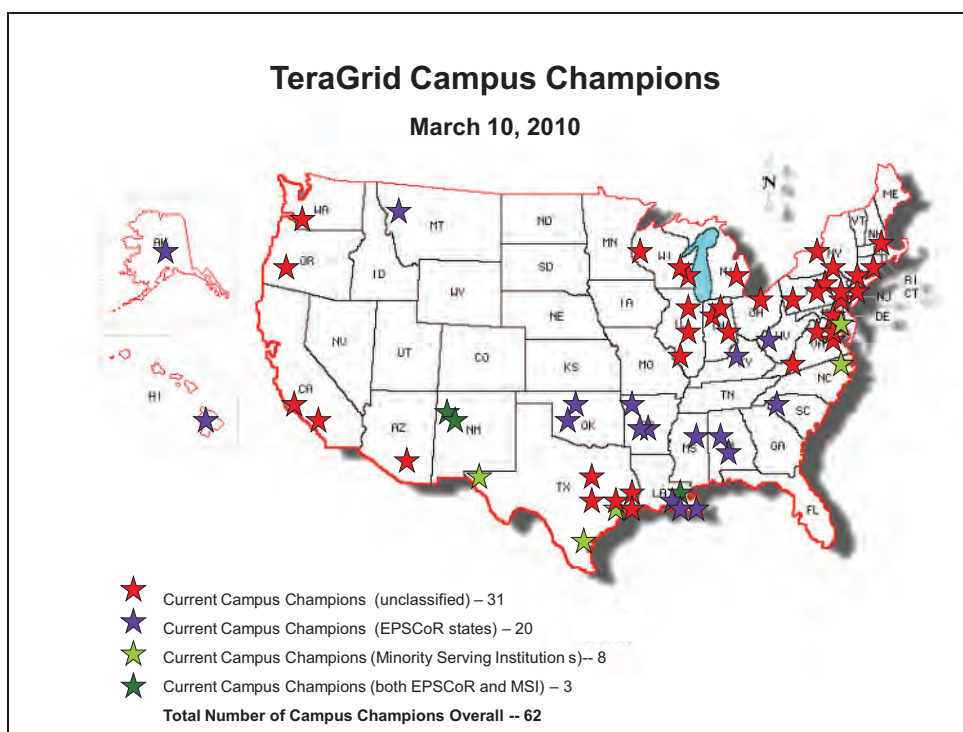 TeraGrid Campus Champions
March 10, 2010
N
WA
MT
ND
MN
ME
VT
NH
NY
AK
OR
ID
SD
WI
MI
RI
CT
WY
IA
NJ
NE
OH
DE
NV
UT
CO
IL
WV
KS
MO
KY
HI
CA
NC
TN
AZ
NM
OK
SC
MS
GA
TX
LA
FL
Current Campus Champions (unclassified) – 31
Current Campus Champions (EPSCoR states) – 20
Current Campus Champions (Minority Serving Institution s)-- 8
Current Campus Champions (both EPSCoR and MSI) – 3
Total Number of Campus Champions Overall -- 62